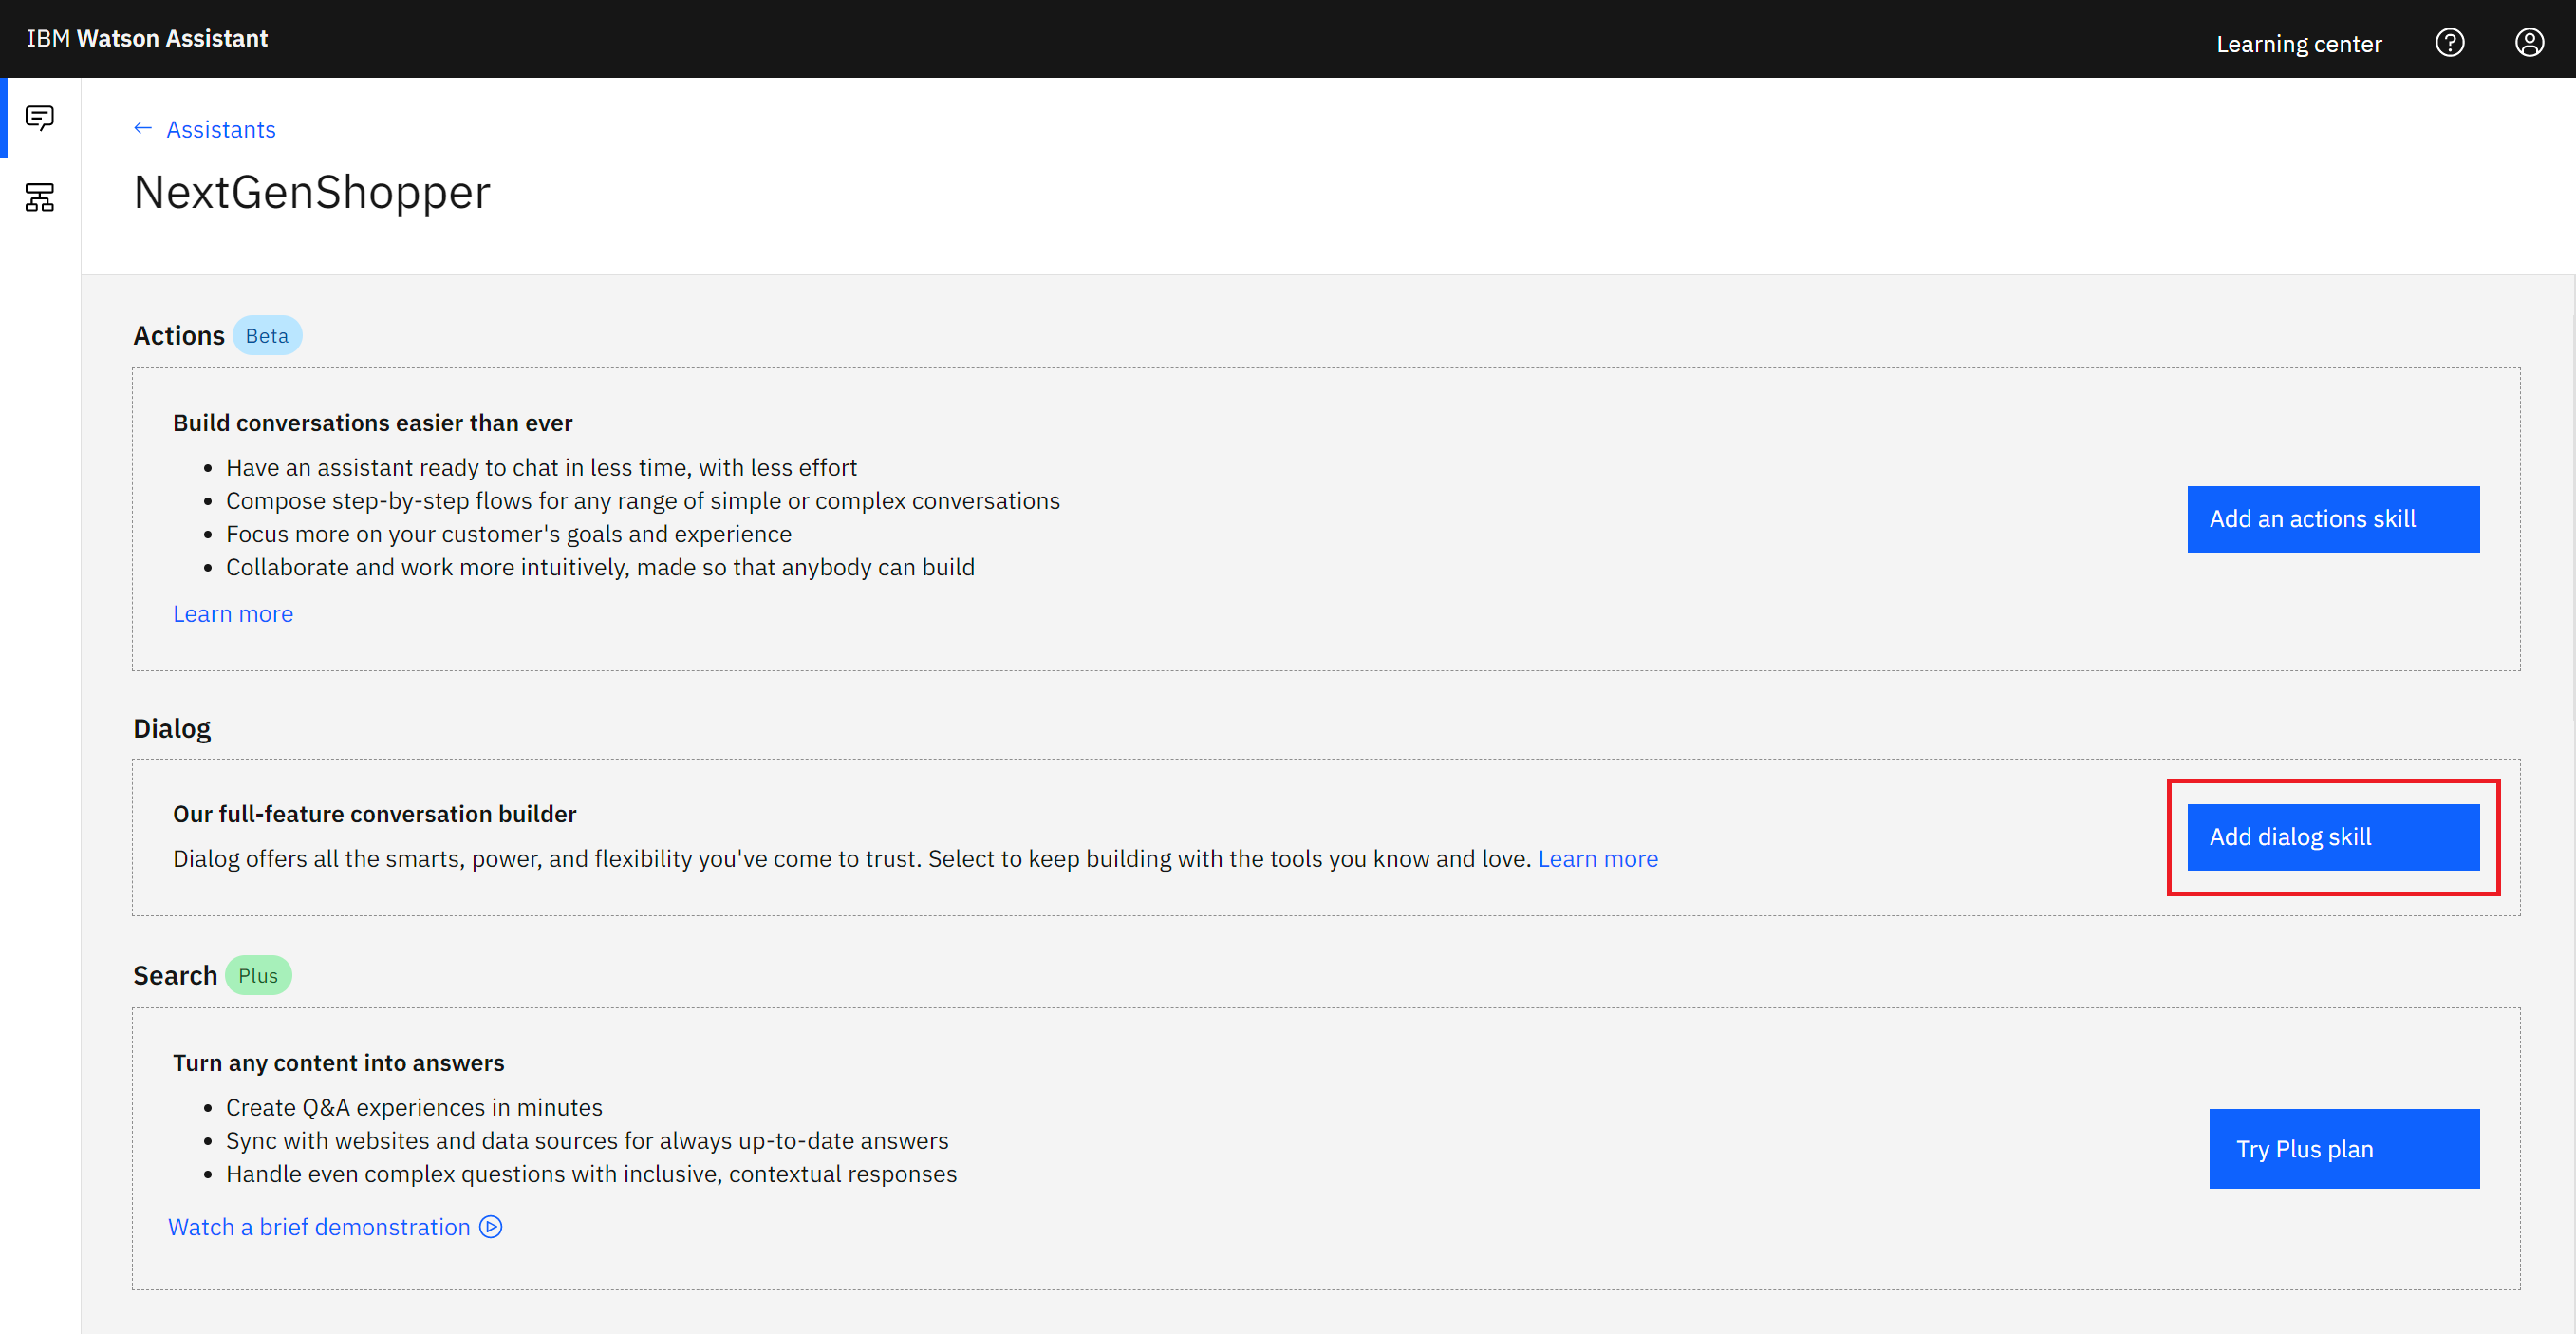 IBM Watson Assistant
Learning center
Assistants
NextGenShopper
Actions Beta
Build conversations easier than ever
Have an assistant ready to chat in less time, with less effort
Compose step-by-step flows for any range of simple or complex conversations
Focus more on your customer's goals and experience
Collaborate and work more intuitively, made so that anybody can build
Learn more
Add an actions skill
Dialog
Our full-feature conversation builder
Dialog offers all the smarts, power, and flexibility you've come to trust. Select to keep building with the tools you know and love. Learn more
Add dialog skill
Search Plus
Turn any content into answers
Create Q&A experiences in minutes
Sync with websites and data sources for always up-to-date answers
Handle even complex questions with inclusive, contextual responses
Watch a brief demonstration
Try Plus plan